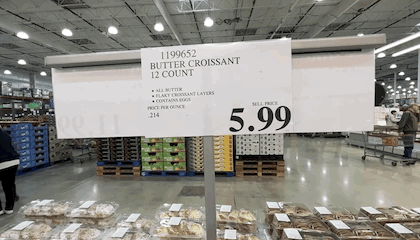 1199652
BUTTER CROISSANT
12 COUNT
• ALL BUTTER
• FLAKY CROISSANT LAYERS
• CONTAINS EGGS
PRICE PER OUNCE
.214
SELL PRICE
5.99